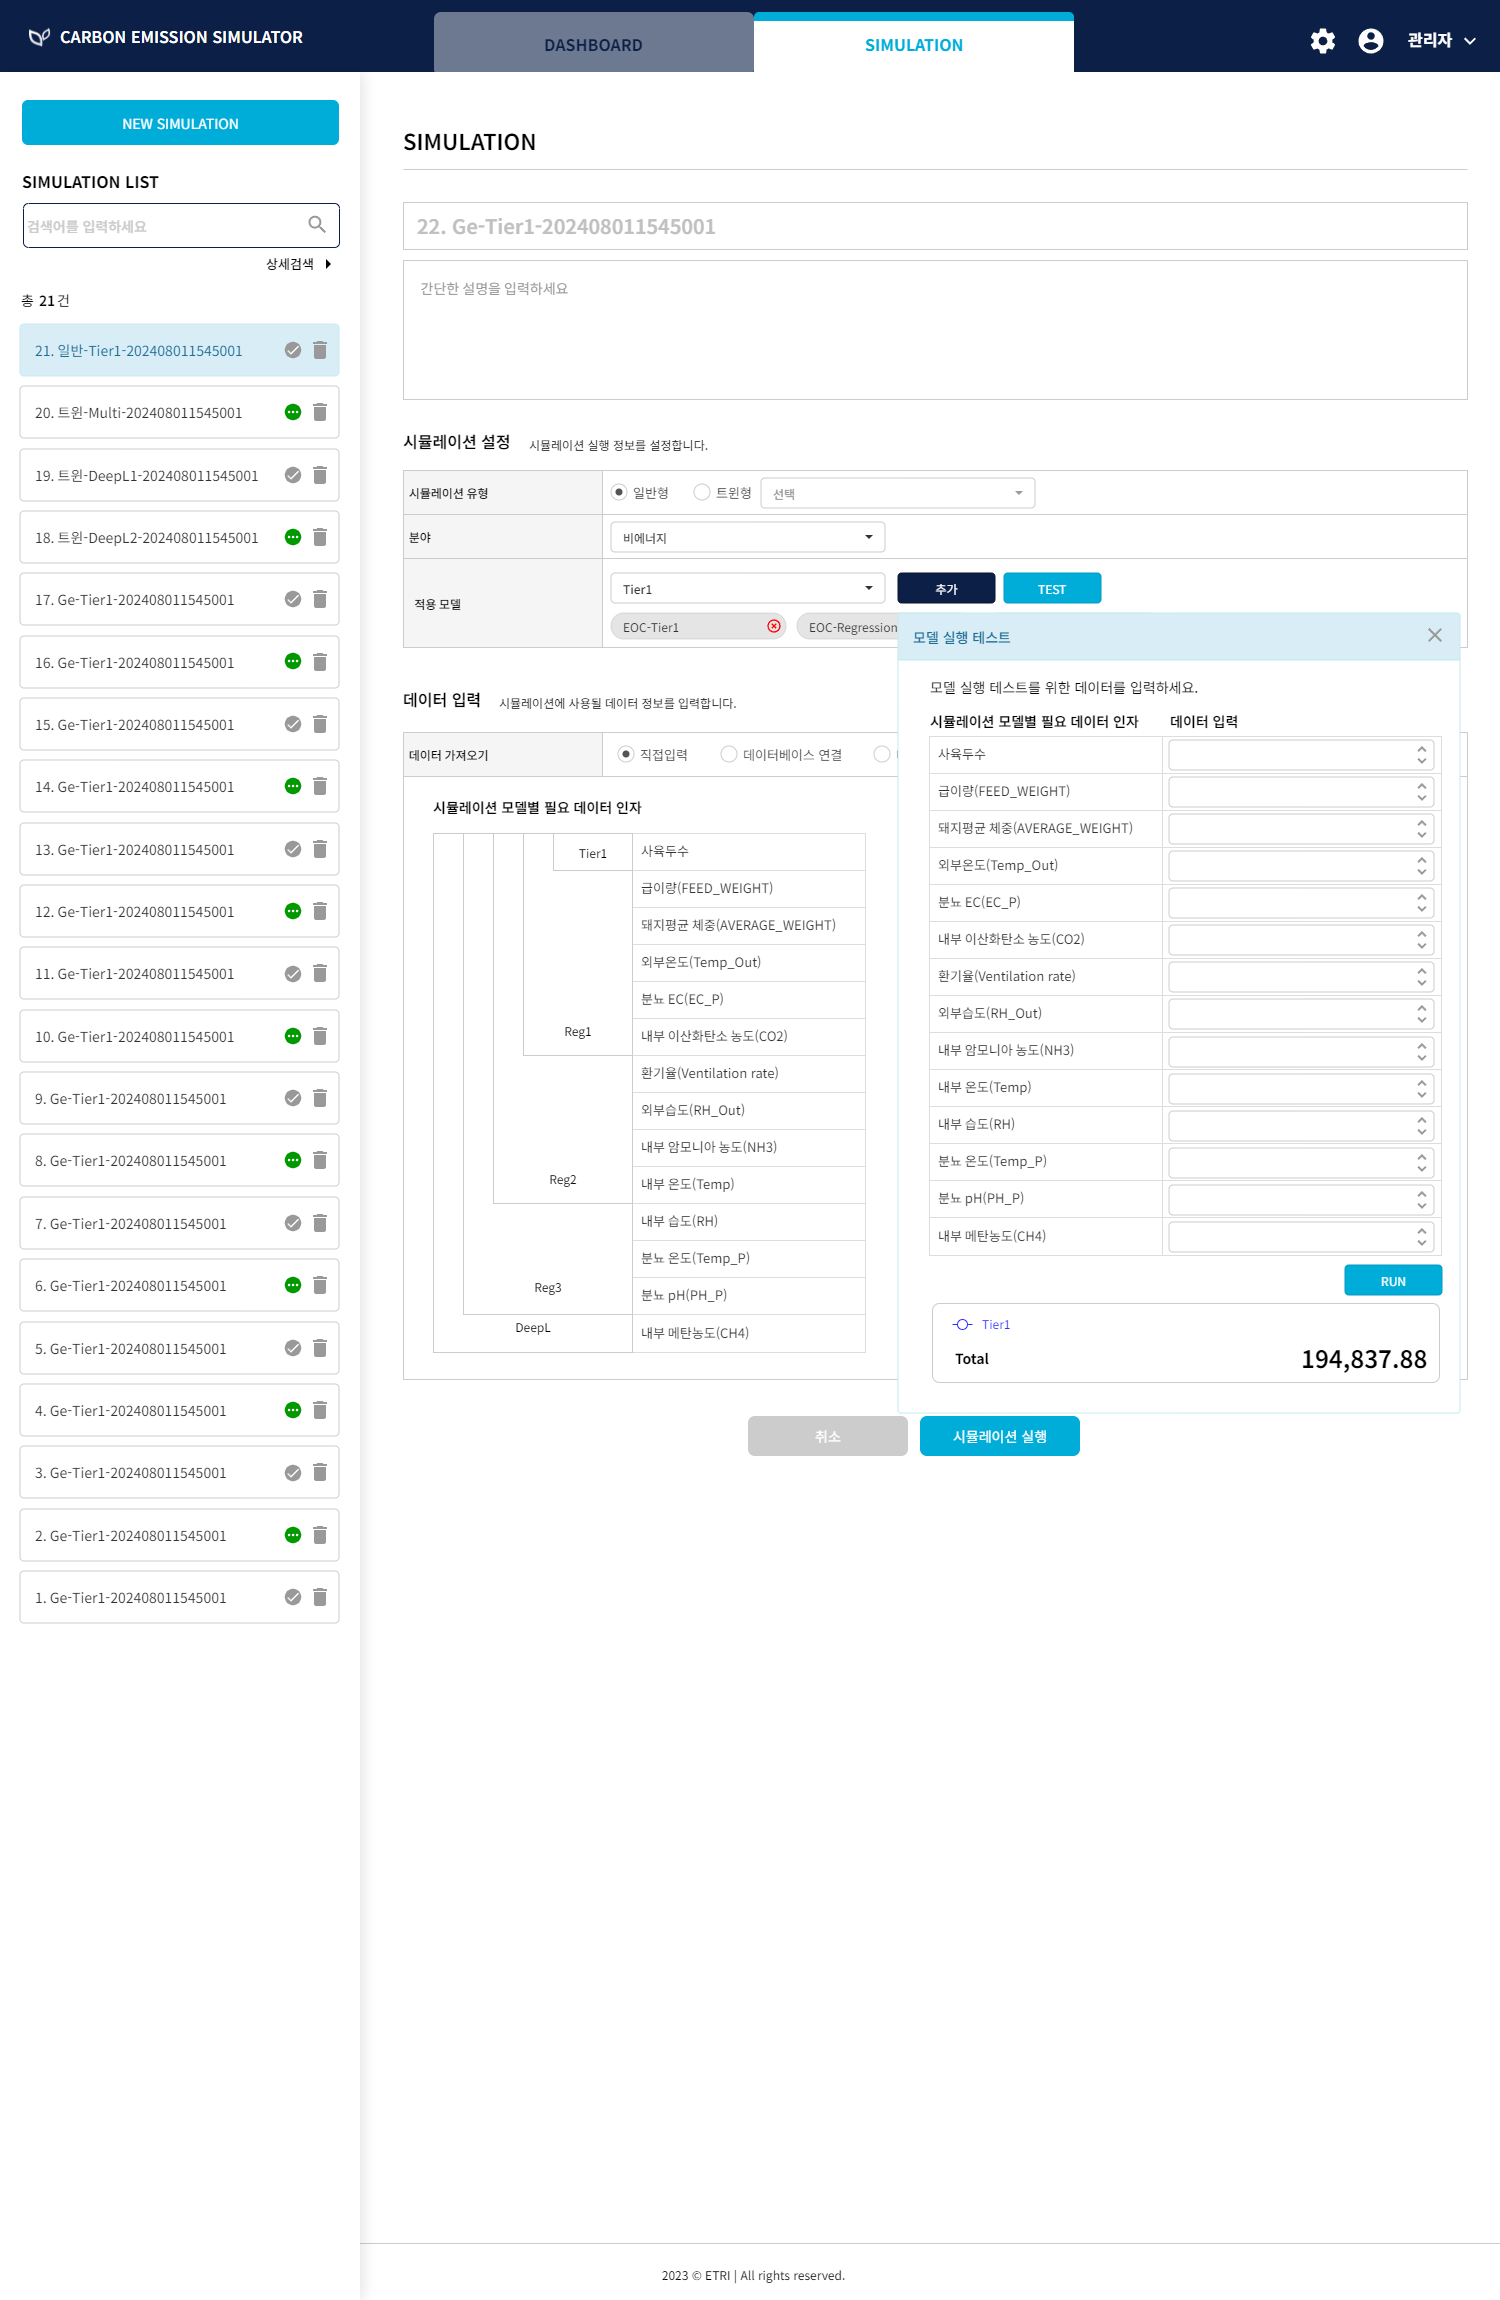 CARBON EMISSION SIMULATOR
DASHBOARD
SIMULATION
관리자
NEW SIMULATION
SIMULATION LIST
검색어를 입력하세요
상세검색
총 21건
21. 일반-Tier1-202408011545001
20. 트윈-Multi-202408011545001
19. 트윈-DeepL1-202408011545001
18. 트윈-DeepL2-202408011545001
17. Ge-Tier1-202408011545001
16. Ge-Tier1-202408011545001
15. Ge-Tier1-202408011545001
14. Ge-Tier1-202408011545001
13. Ge-Tier1-202408011545001
12. Ge-Tier1-202408011545001
11. Ge-Tier1-202408011545001
10. Ge-Tier1-202408011545001
9. Ge-Tier1-202408011545001
8. Ge-Tier1-202408011545001
7. Ge-Tier1-202408011545001
6. Ge-Tier1-202408011545001
5. Ge-Tier1-202408011545001
4. Ge-Tier1-202408011545001
3. Ge-Tier1-202408011545001
2. Ge-Tier1-202408011545001
1. Ge-Tier1-202408011545001
SIMULATION
22. Ge-Tier1-202408011545001
간단한 설명을 입력하세요
시뮬레이션 설정 시뮬레이션 실행 정보를 설정합니다.
시뮬레이션 유형 일반형 트윈형 선택
분야 비에너지
적용 모델 Tier1 추가 TEST
EOC-Tier1 EOC-Regression
데이터 입력 시뮬레이션에 사용될 데이터 정보를 입력합니다.
데이터 가져오기 직접입력 데이터베이스 연결
시뮬레이션 모델별 필요 데이터 인자
Tier1 사육두수
급이량(FEED_WEIGHT)
돼지평균 체중(AVERAGE_WEIGHT)
외부온도(Temp_Out)
분뇨 EC(EC_P)
Reg1 내부 이산화탄소 농도(CO2)
환기율(Ventilation rate)
외부습도(RH_Out)
내부 암모니아 농도(NH3)
Reg2 내부 온도(Temp)
내부 습도(RH)
분뇨 온도(Temp_P)
Reg3 분뇨 pH(PH_P)
DeepL 내부 메탄농도(CH4)
모델 실행 테스트
모델 실행 테스트를 위한 데이터를 입력하세요.
시뮬레이션 모델별 필요 데이터 인자 데이터 입력
사육두수
급이량(FEED_WEIGHT)
돼지평균 체중(AVERAGE_WEIGHT)
외부온도(Temp_Out)
분뇨 EC(EC_P)
내부 이산화탄소 농도(CO2)
환기율(Ventilation rate)
외부습도(RH_Out)
내부 암모니아 농도(NH3)
내부 온도(Temp)
내부 습도(RH)
분뇨 온도(Temp_P)
분뇨 pH(PH_P)
내부 메탄농도(CH4)
RUN
Tier1
Total 194,837.88
취소 시뮬레이션 실행
2023 © ETRI | All rights reserved.